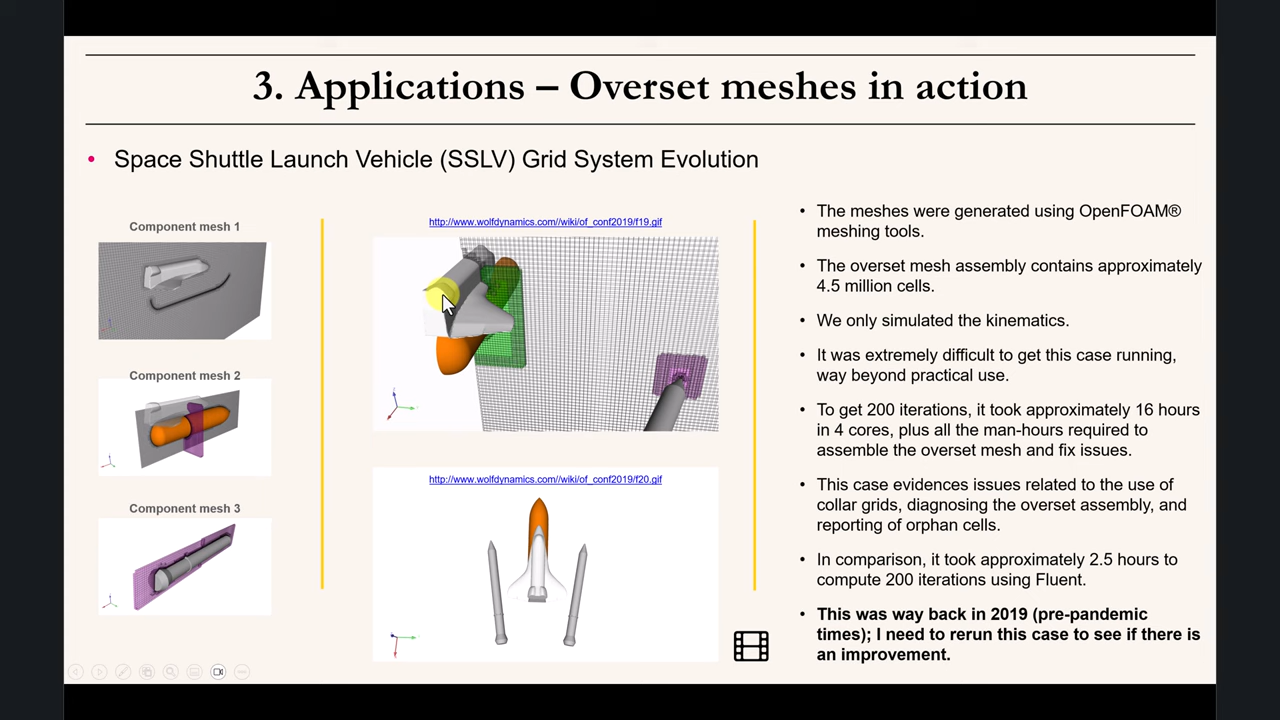 3. Applications – Overset meshes in action
• Space Shuttle Launch Vehicle (SSLV) Grid System Evolution
Component mesh 1
Component mesh 2
Component mesh 3
http://www.wolfdynamics.com//wiki/of_conf2019/f19.gif
http://www.wolfdynamics.com//wiki/of_conf2019/f20.gif
• The meshes were generated using OpenFOAM®
meshing tools.
• The overset mesh assembly contains approximately
4.5 million cells.
• We only simulated the kinematics.
• It was extremely difficult to get this case running,
way beyond practical use.
• To get 200 iterations, it took approximately 16 hours
in 4 cores, plus all the man-hours required to
assemble the overset mesh and fix issues.
• This case evidences issues related to the use of
collar grids, diagnosing the overset assembly, and
reporting of orphan cells.
• In comparison, it took approximately 2.5 hours to
compute 200 iterations using Fluent.
• This was way back in 2019 (pre-pandemic
times); I need to rerun this case to see if there is
an improvement.